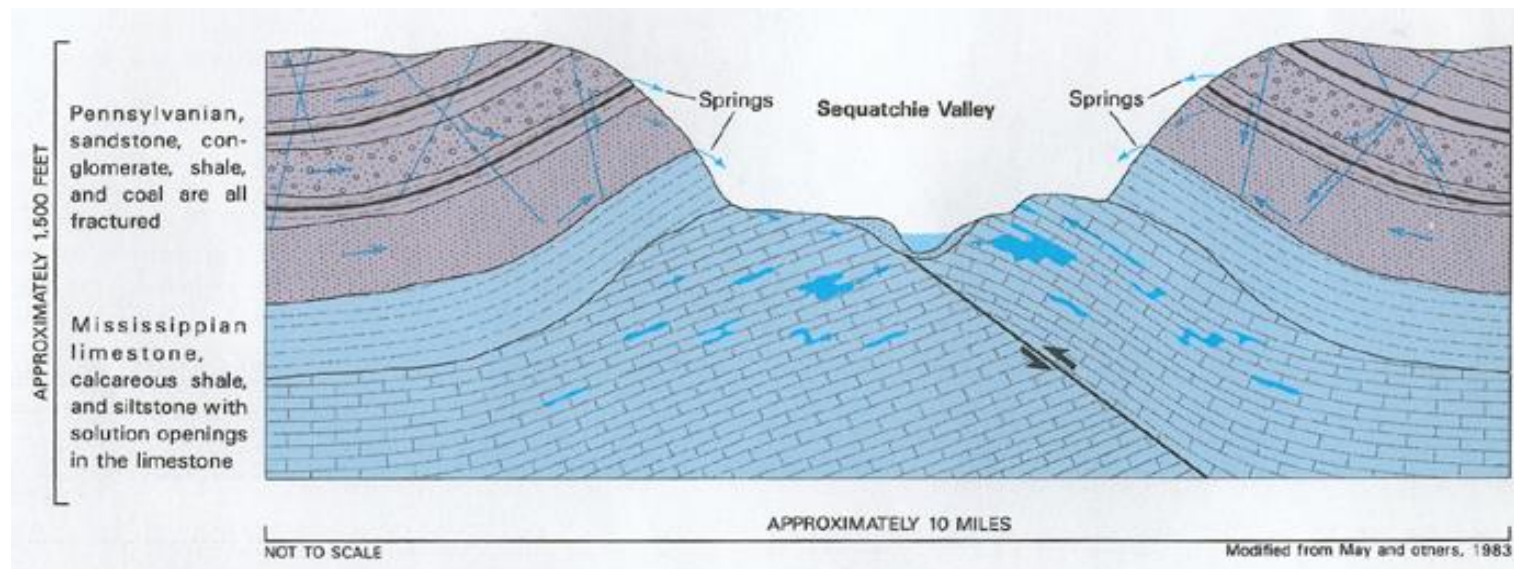 Pennsylvanian,
sandstone, con-
glomerate, shale,
and coal are all
fractured
Mississippian
limestone,
calcareous shale,
and siltstone with
solution openings
in the limestone
APPROXIMATELY 1,500 FEET
Springs
Sequatchie Valley
Springs
APPROXIMATELY 10 MILES
NOT TO SCALE
Modified from May and others, 1983